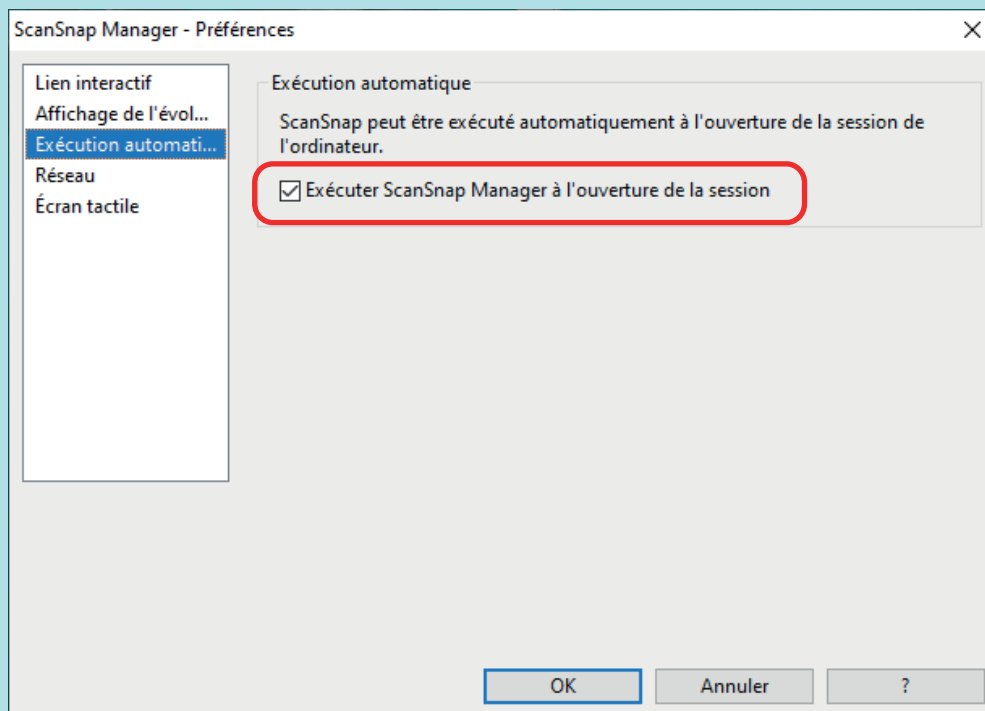 ScanSnap Manager - Préférences
Lien interactif
Affichage de l'évol...
Exécution automati...
Réseau
Écran tactile
Exécution automatique
ScanSnap peut être exécuté automatiquement à l'ouverture de la session de
l'ordinateur.
Exécuter ScanSnap Manager à l'ouverture de la session
OK
Annuler
?